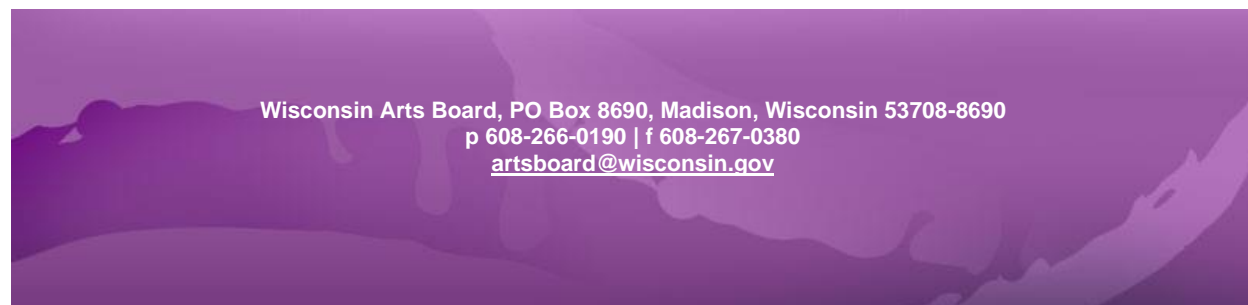 Wisconsin Arts Board, PO Box 8690, Madison, Wisconsin 53708-8690
p 608-266-0190 | f 608-267-0380
artsboard@wisconsin.gov